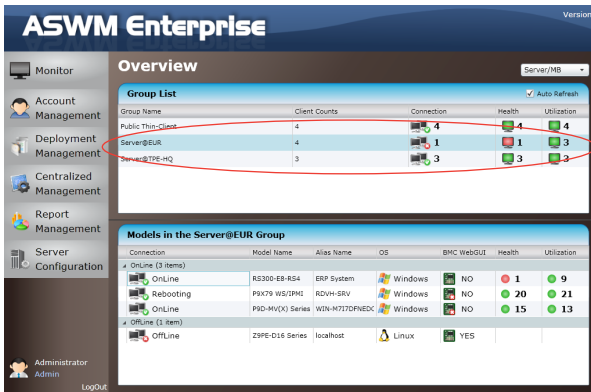 Version
ASWM Enterprise
Monitor
Account
Management
Deployment
Management
Centralized
Management
Report
Management
Server
Configuration
Administrator
Admin
LogOut
Overview
Server/MB
Group List
Auto Refresh
Group Name Client Counts Connection Health Utilization
Public Thin-Client 4 4 4 4
Server@EUR 4 1 1 3
Server@TPE-HQ 3 3 3 3
Models in the Server@EUR Group
Connection Model Name Alias Name OS BMC WebGUI Health Utilization
OnLine (3 items)
OnLine RS300-E8-RS4 ERP System Windows NO 1 9
Rebooting P9X79 WS/IPMI RDVH-SRV Windows NO 20 21
OnLine P9D-MV(X) Series WIN-M7I7DFNEDC Windows NO 15 13
OffLine (1 item)
OffLine Z9PE-D16 Series localhost Linux YES